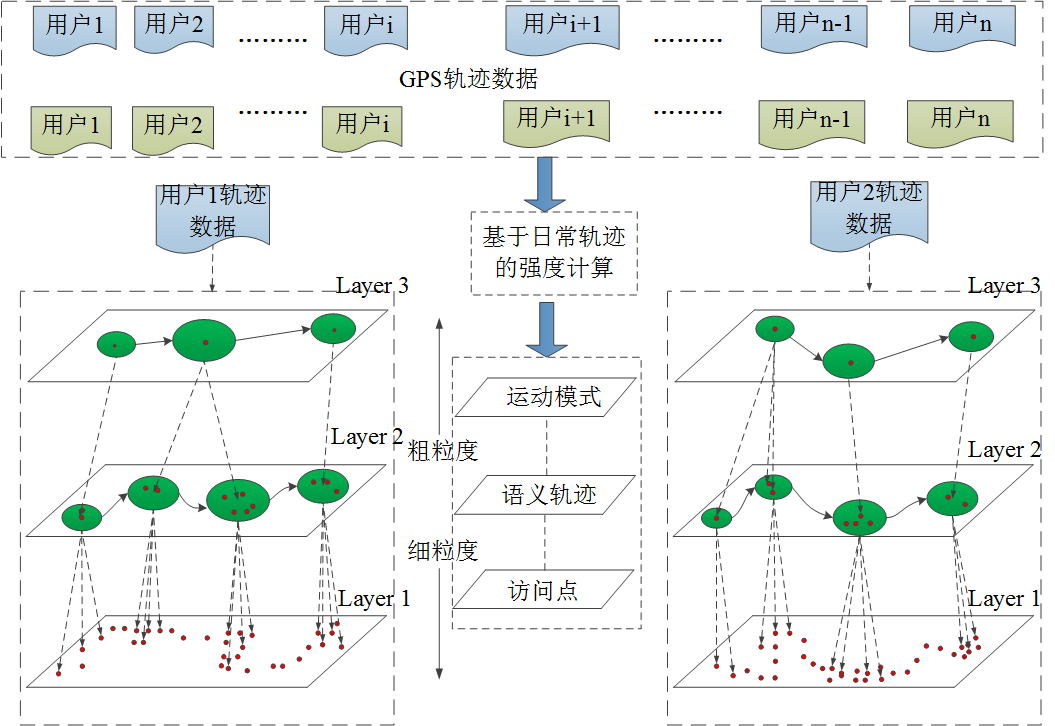 用户1
用户2
………
用户i
用户i+1
………
用户n-1
用户n
GPS轨迹数据
用户1
用户2
………
用户i
用户i+1
………
用户n-1
用户n
用户1轨迹
数据
基于日常轨迹
的强度计算
用户2轨迹
数据
Layer 3
Layer 2
Layer 1
粗粒度
细粒度
运动模式
语义轨迹
访问点
Layer 3
Layer 2
Layer 1